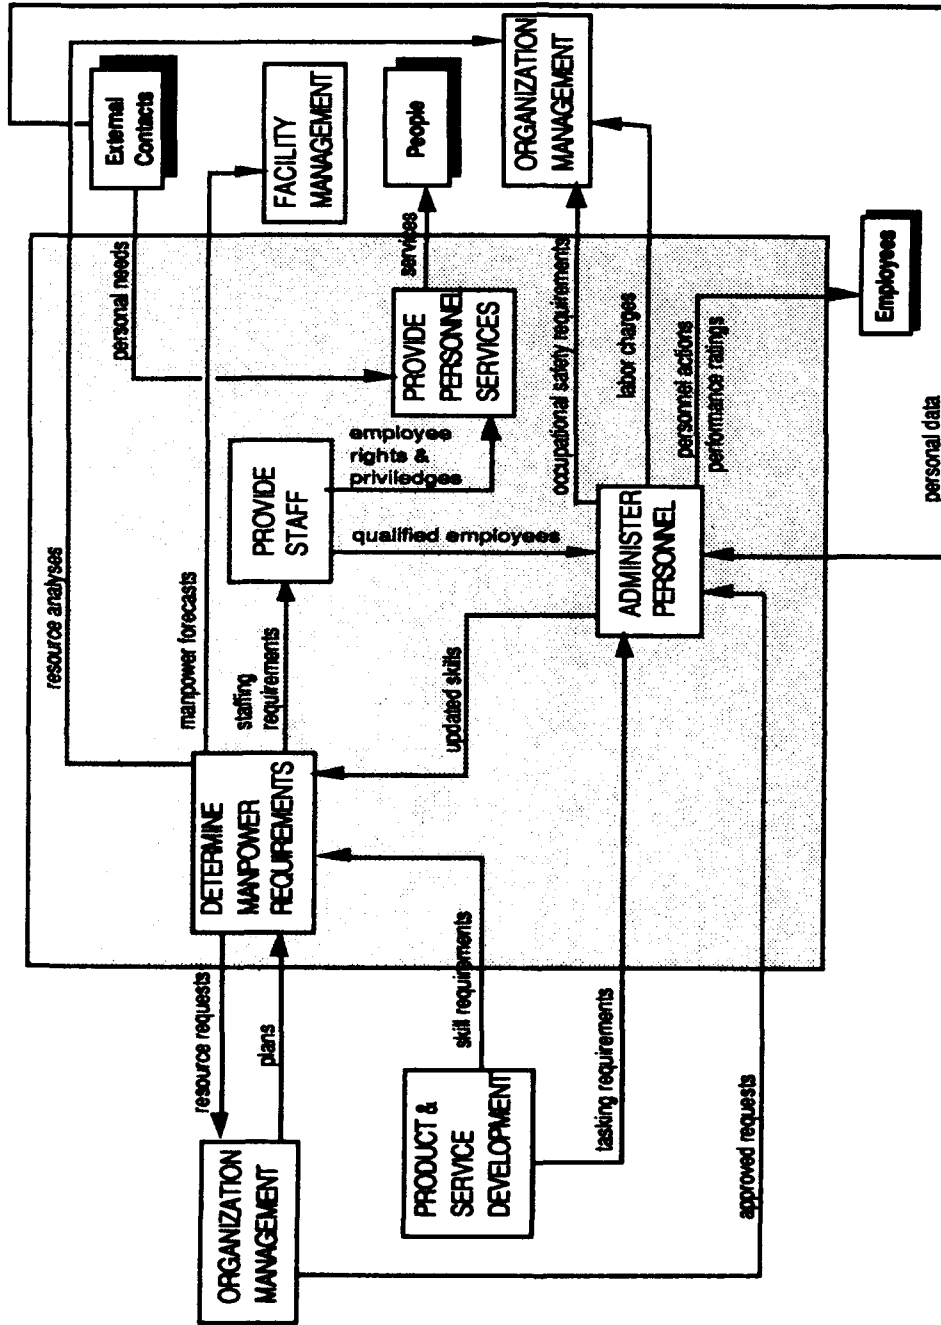 resource analyses
External
Contacts
personal needs
manpower forecasts
FACILITY
MANAGEMENT
People
services
ORGANIZATION
MANAGEMENT
PROVIDE
PERSONNEL
SERVICES
employee
rights &
priviledges
PROVIDE
STAFF
qualified employees
staffing
requirements
DETERMINE
MANPOWER
REQUIREMENTS
resource requests
plans
ORGANIZATION
MANAGEMENT
updated skills
skill requirements
PRODUCT &
SERVICE
DEVELOPMENT
tasking requirements
approved requests
ADMINISTER
PERSONNEL
occupational safety requirements
labor charges
personnel actions
performance ratings
Employees
personal data